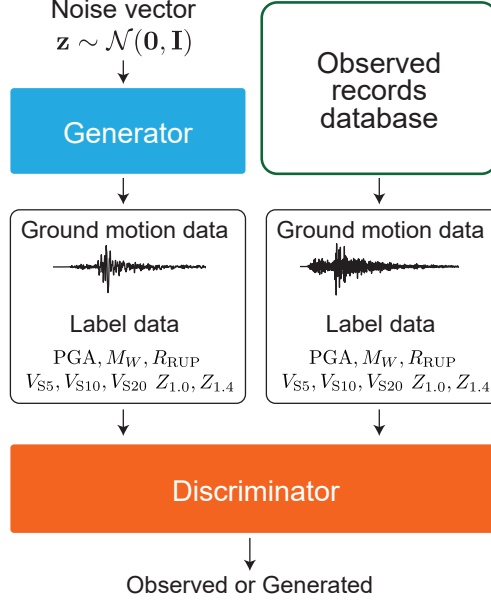 Noise vector
z ∼ N(0, I)
Generator
Ground motion data
Label data
PGA, M_W, R_RUP
V_S5, V_S10, V_S20 Z_1.0, Z_1.4
Observed
records
database
Ground motion data
Label data
PGA, M_W, R_RUP
V_S5, V_S10, V_S20 Z_1.0, Z_1.4
Discriminator
Observed or Generated